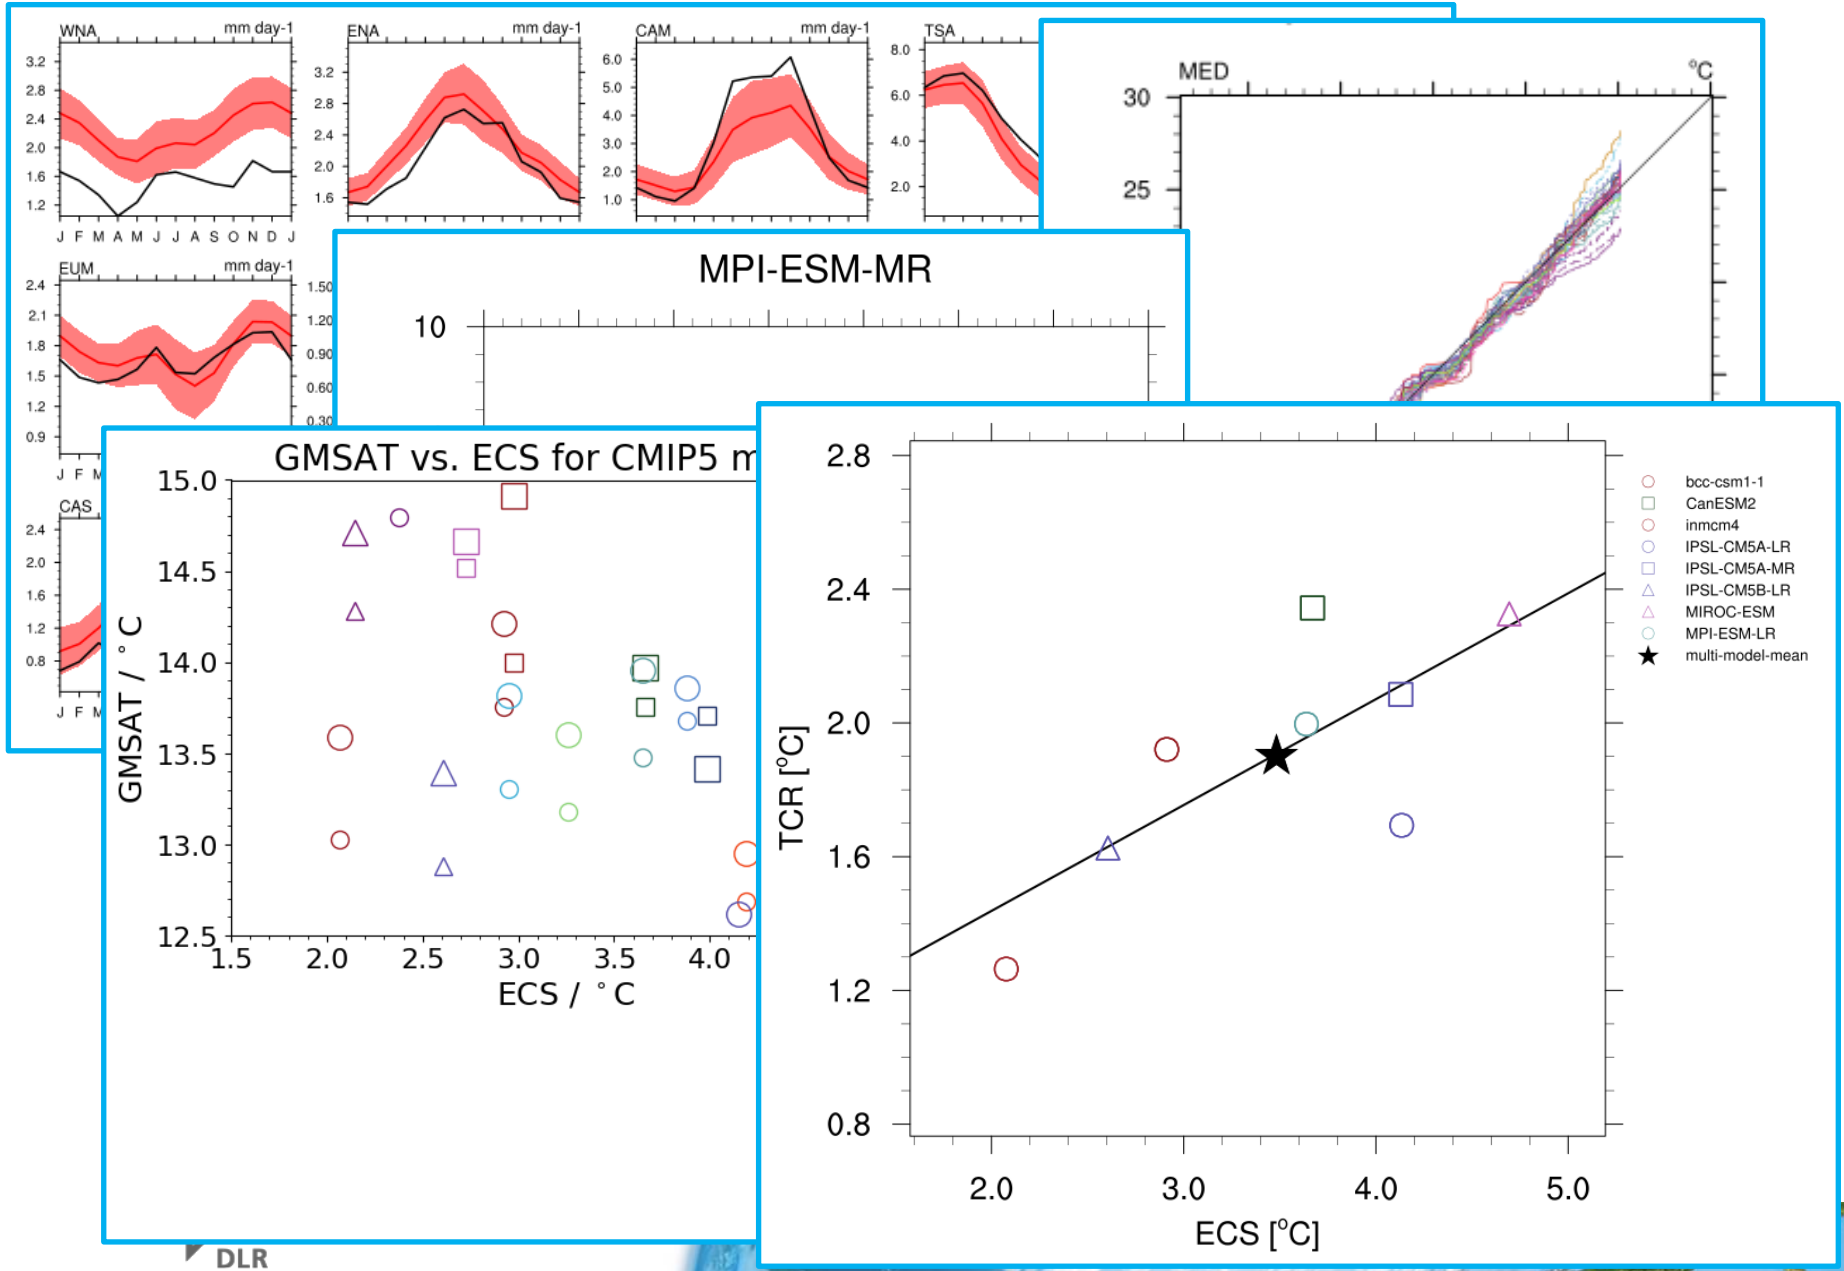 WNA mm day-1
3.2
2.8
2.4
2.0
1.6
1.2
J F M A M J J A S O N D J
ENA mm day-1
3.2
2.8
2.4
2.0
1.6
CAM mm day-1
6.0
5.0
4.0
3.0
2.0
1.0
TSA
8.0
6.0
4.0
2.0
MED °C
30
25
EUM mm day-1
2.4
2.1
1.8
1.5
1.2
0.9
J F M
1.50
1.20
0.90
0.60
0.30
MPI-ESM-MR
10
CAS
2.4
2.0
1.6
1.2
0.8
J F M
GMSAT vs. ECS for CMIP5 m
GMSAT / °C
15.0
14.5
14.0
13.5
13.0
12.5
1.5 2.0 2.5 3.0 3.5 4.0
ECS / °C
TCR [°C]
2.8
2.4
2.0
1.6
1.2
0.8
2.0 3.0 4.0 5.0
ECS [°C]
bcc-csm1-1
CanESM2
inmcm4
IPSL-CM5A-LR
IPSL-CM5A-MR
IPSL-CM5B-LR
MIROC-ESM
MPI-ESM-LR
multi-model-mean
DLR